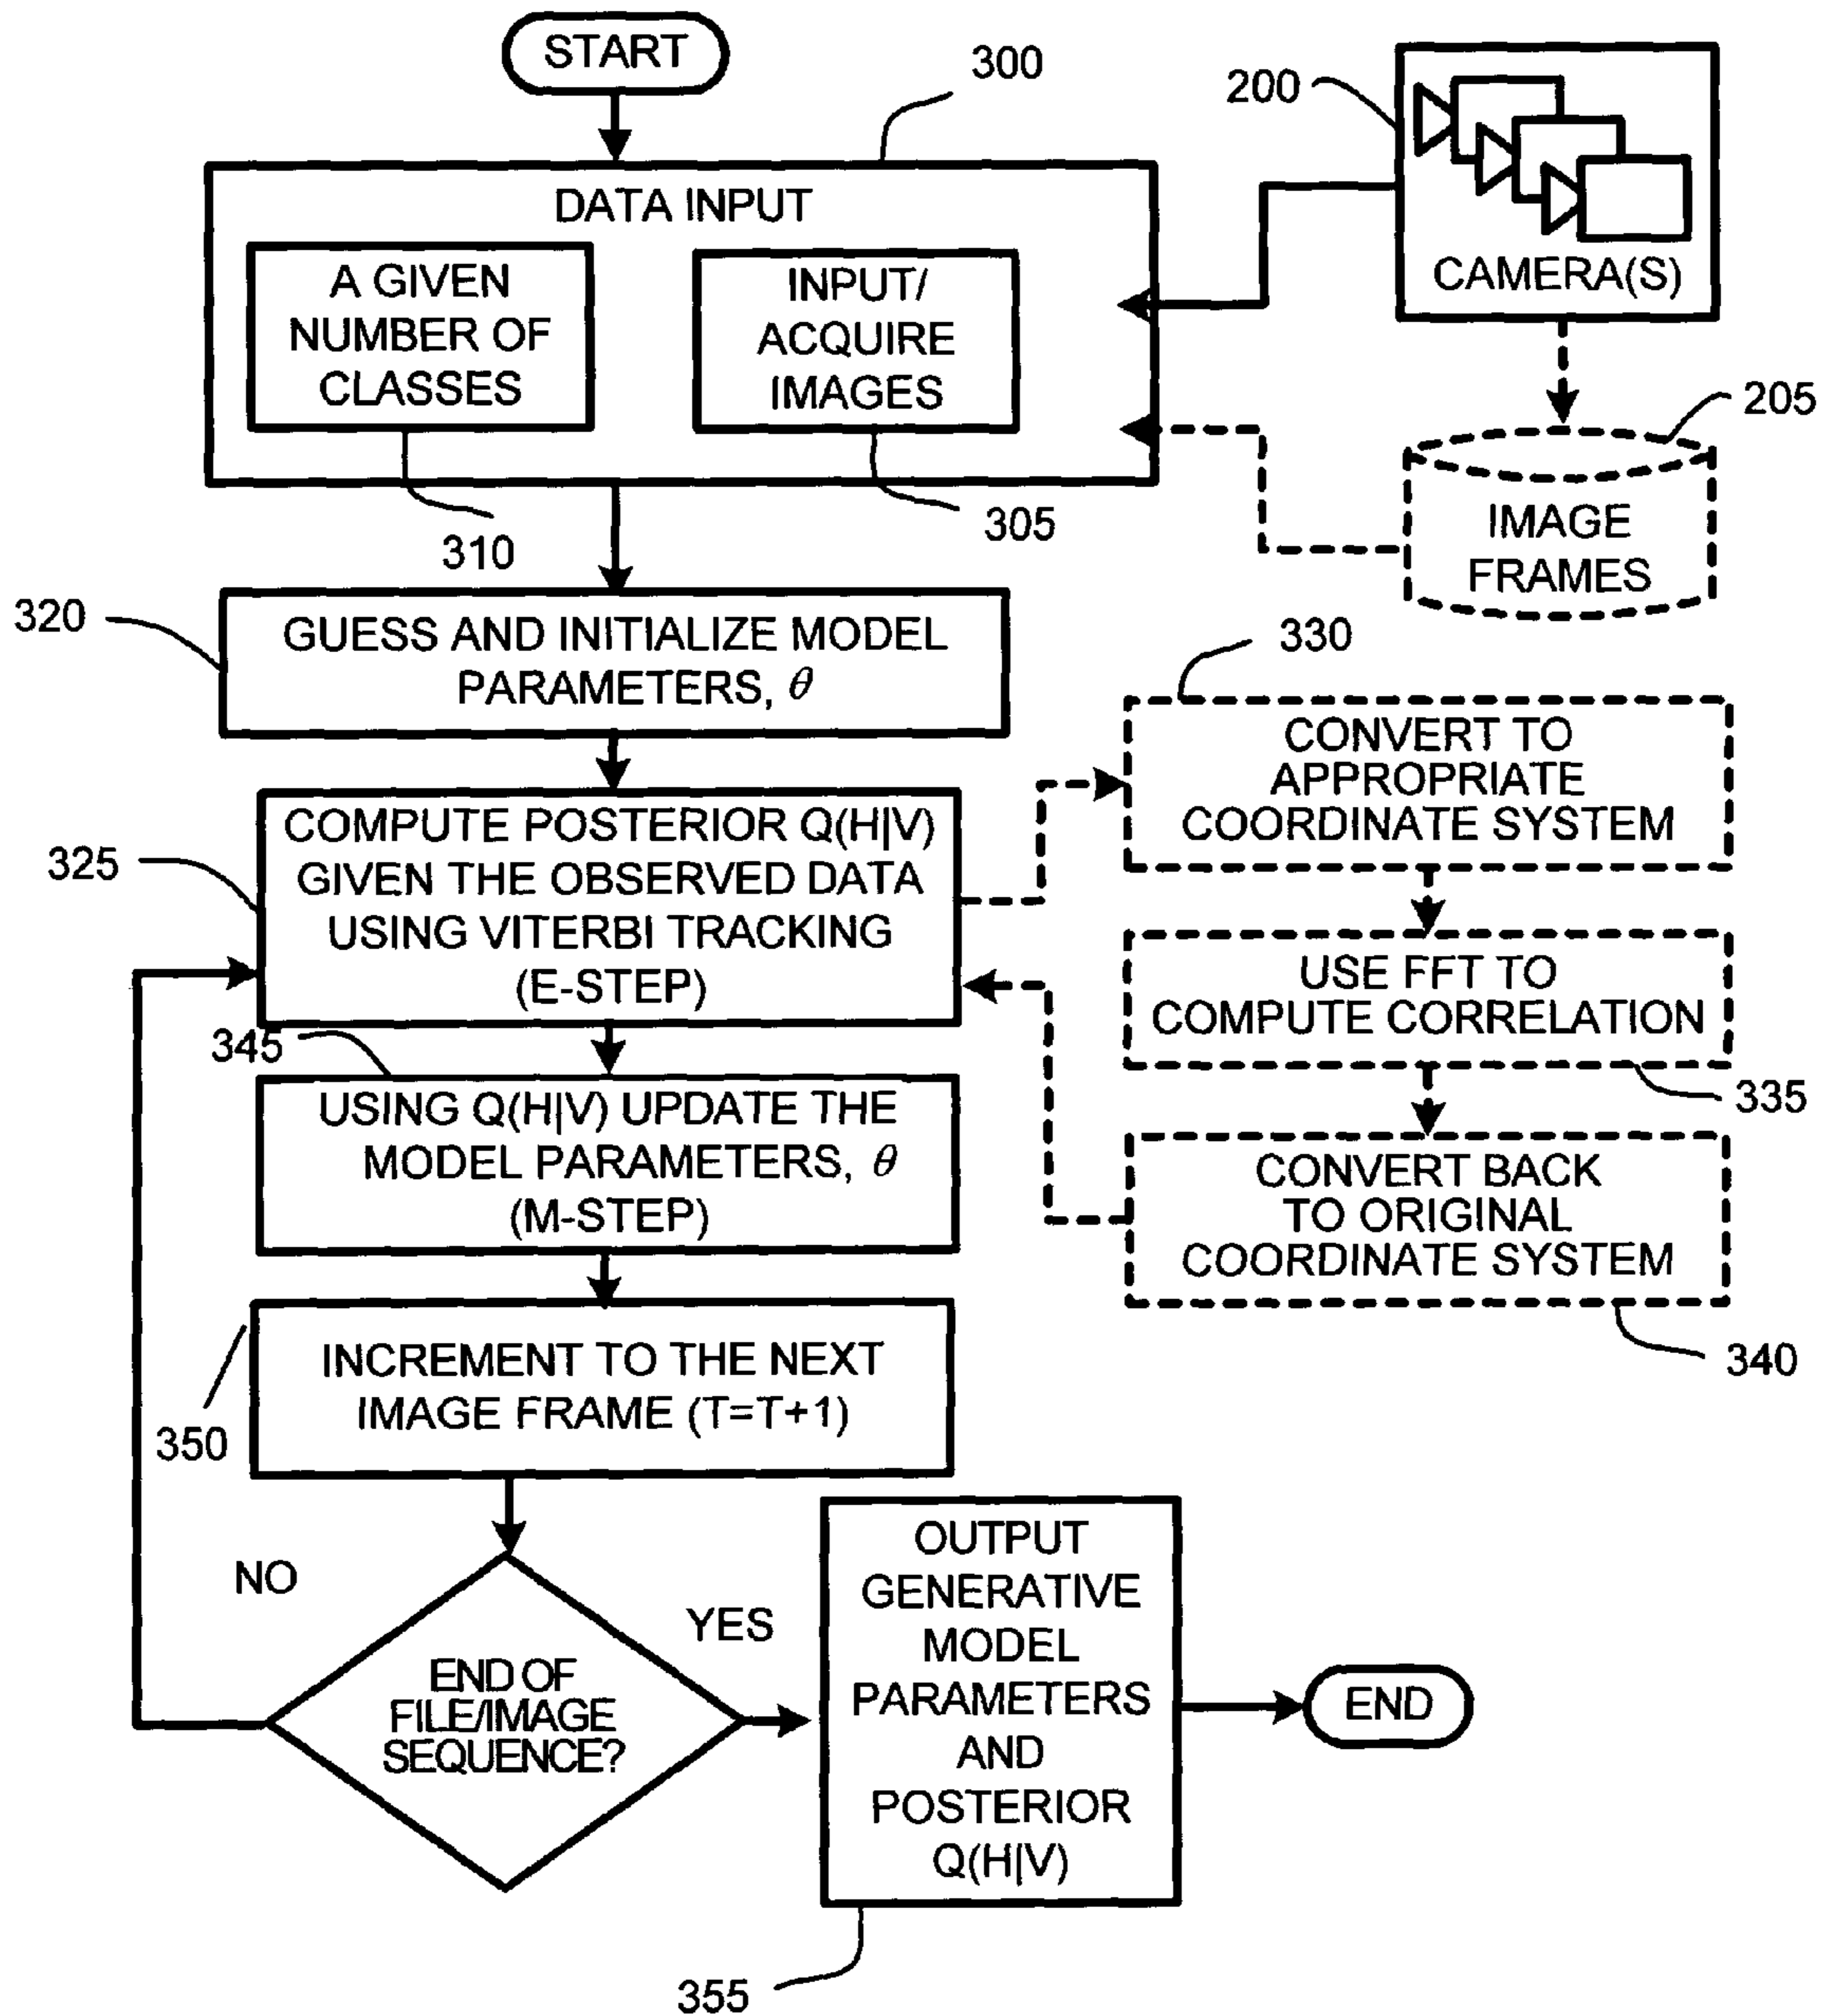 START
300
200
DATA INPUT
A GIVEN
NUMBER OF
CLASSES
INPUT/
ACQUIRE
IMAGES
CAMERA(S)
205
IMAGE
FRAMES
310
305
320
GUESS AND INITIALIZE MODEL
PARAMETERS, θ
330
CONVERT TO
APPROPRIATE
COORDINATE SYSTEM
325
COMPUTE POSTERIOR Q(H|V)
GIVEN THE OBSERVED DATA
USING VITERBI TRACKING
(E-STEP)
USE FFT TO
COMPUTE CORRELATION
335
345
USING Q(H|V) UPDATE THE
MODEL PARAMETERS, θ
(M-STEP)
CONVERT BACK
TO ORIGINAL
COORDINATE SYSTEM
340
350
INCREMENT TO THE NEXT
IMAGE FRAME (T=T+1)
NO
YES
END OF
FILE/IMAGE
SEQUENCE?
OUTPUT
GENERATIVE
MODEL
PARAMETERS
AND
POSTERIOR
Q(H|V)
END
355